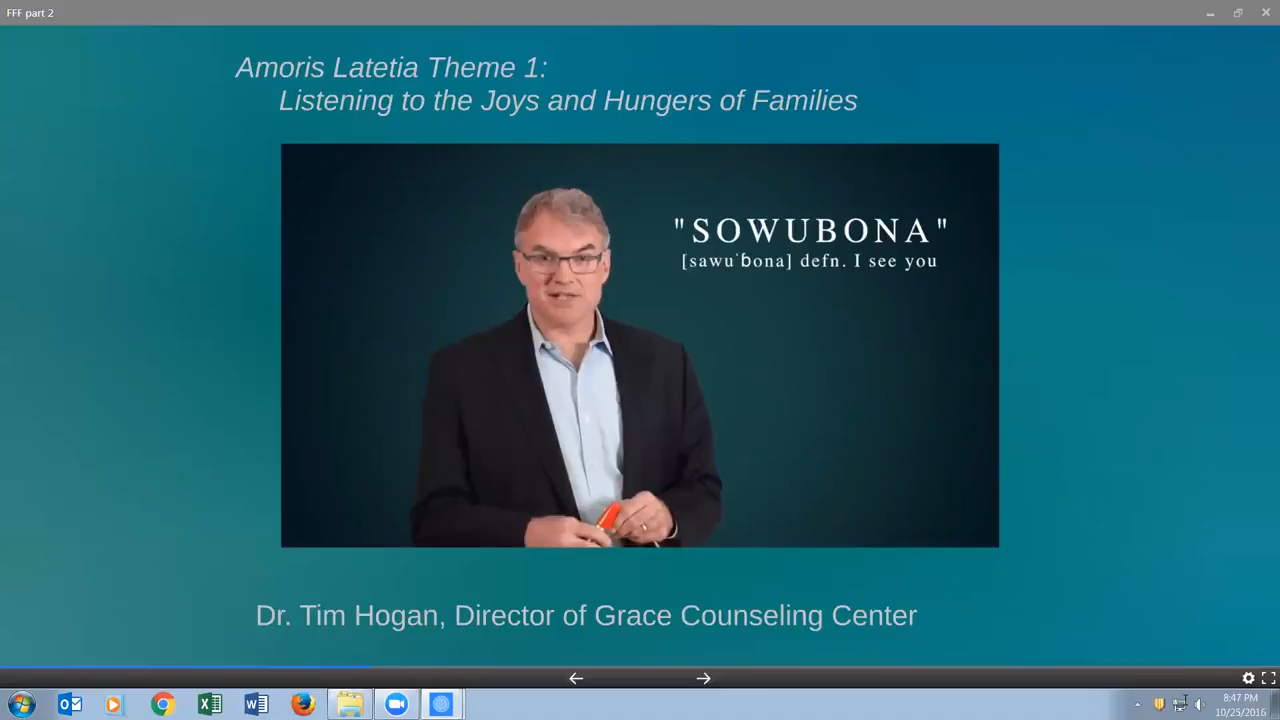 FFF part 2
Amoris Latetia Theme 1:
Listening to the Joys and Hungers of Families
"SOWUBONA"
[sawuˈɓona] defn. I see you
Dr. Tim Hogan, Director of Grace Counseling Center
8:47 PM
10/25/2016